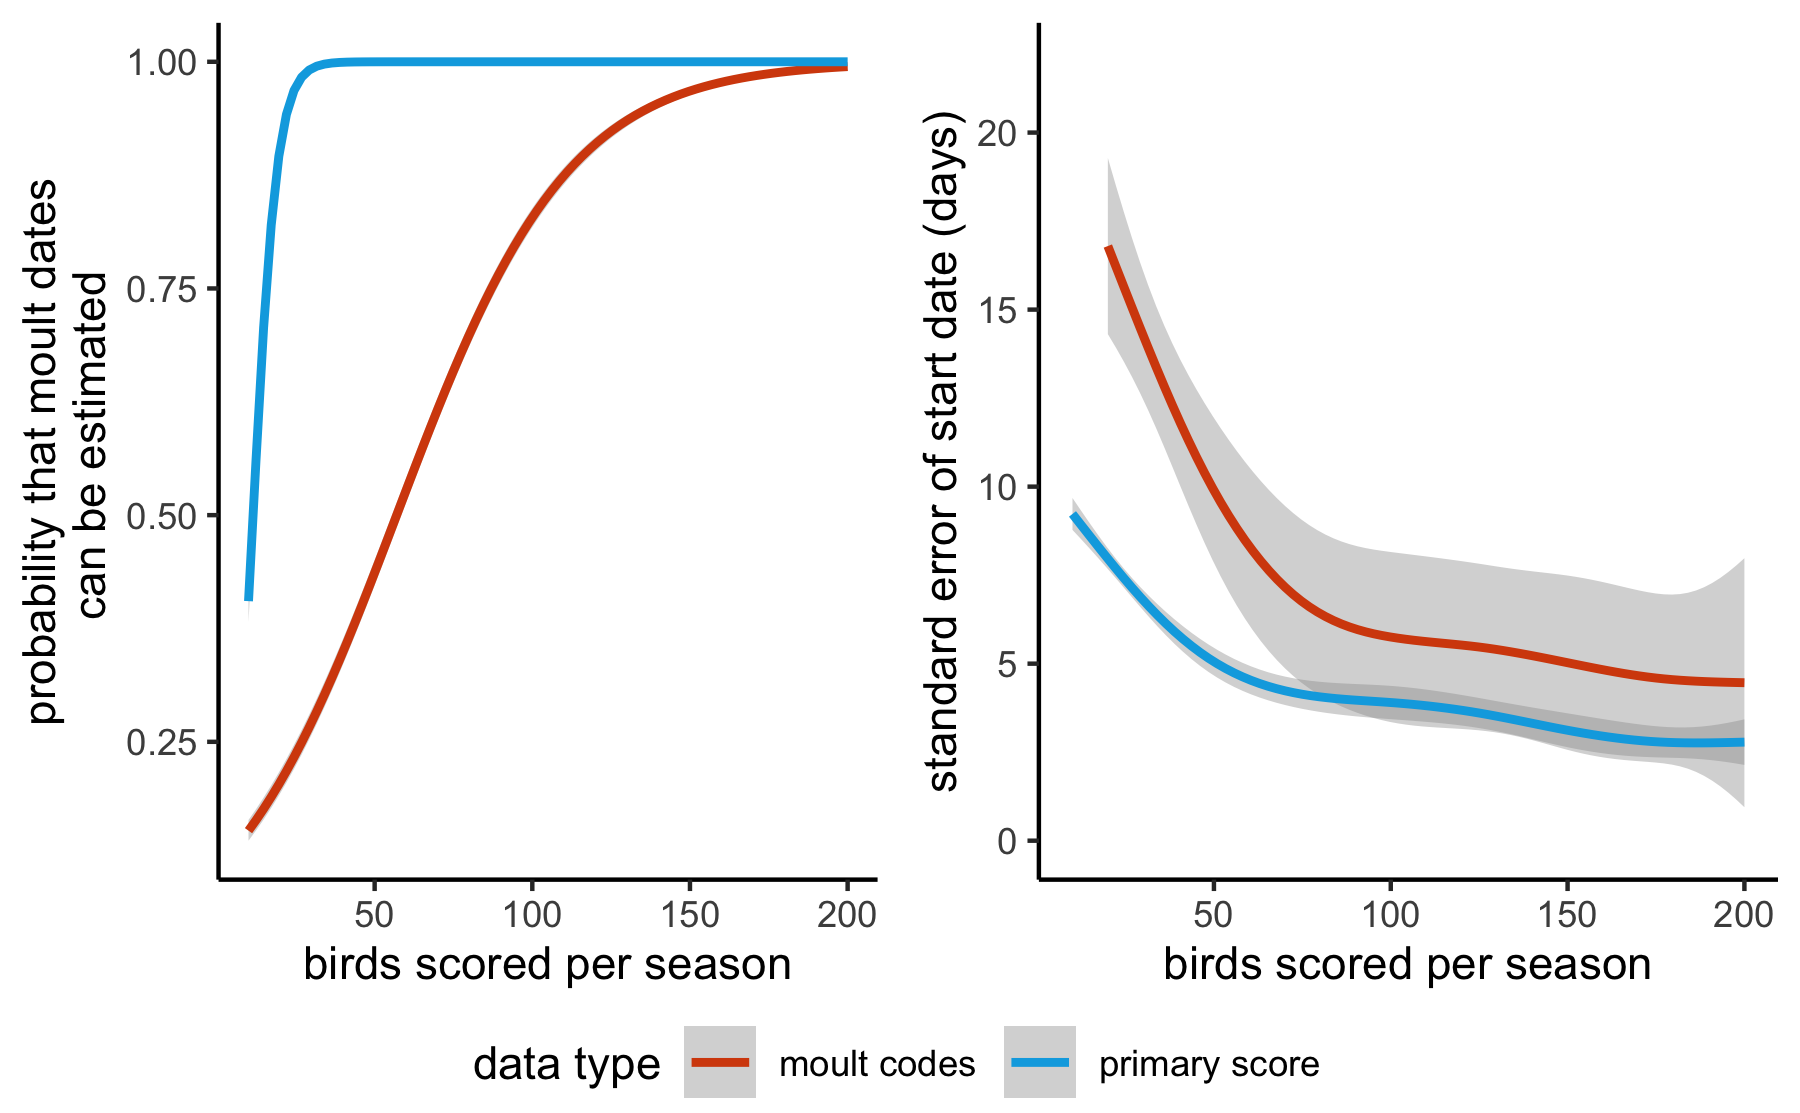 probability that moult dates
can be estimated
1.00
0.75
0.50
0.25
50 100 150 200
birds scored per season
standard error of start date (days)
20
15
10
5
0
50 100 150 200
birds scored per season
data type moult codes primary score